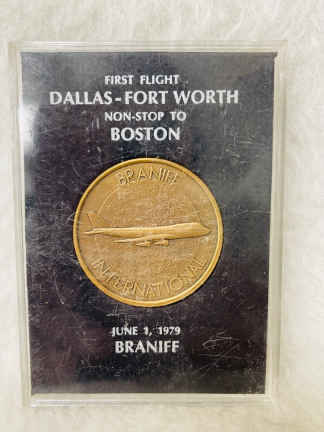 FIRST FLIGHT
DALLAS-FORT WORTH
NON-STOP TO
BOSTON
BRANIFF
INTERNATIONAL
JUNE 1, 1979
BRANIFF